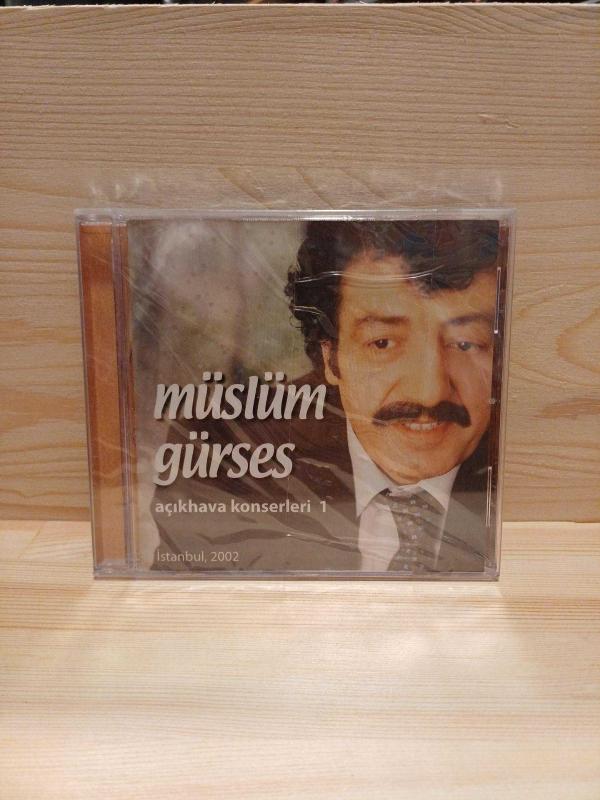 müslüm
gürses
açıkhava konserleri 1
İstanbul, 2002